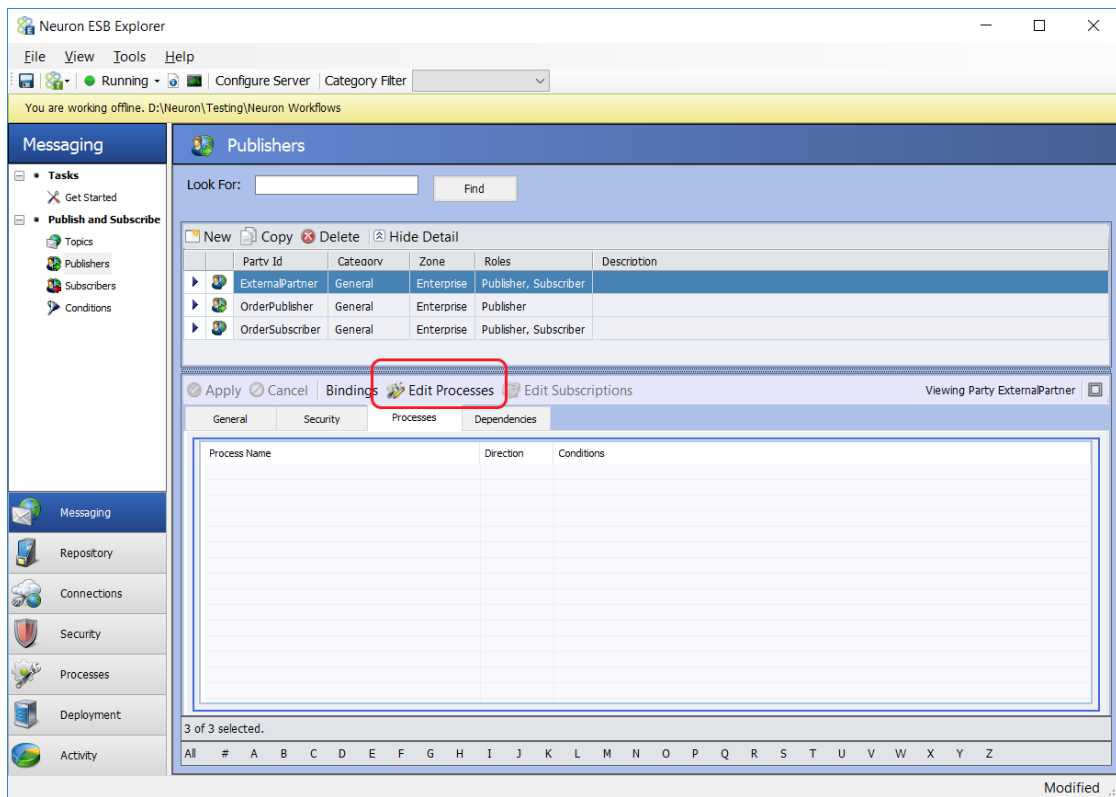 Neuron ESB Explorer
File View Tools Help
Running Configure Server Category Filter
You are working offline. D:\Neuron\Testing\Neuron Workflows
Messaging
Tasks
Get Started
Publish and Subscribe
Topics
Publishers
Subscribers
Conditions
Publishers
Look For: Find
New Copy Delete Hide Detail
Party Id Category Zone Roles Description
ExternalPartner General Enterprise Publisher, Subscriber
OrderPublisher General Enterprise Publisher
OrderSubscriber General Enterprise Publisher, Subscriber
Apply Cancel Bindings Edit Processes Edit Subscriptions Viewing Party ExternalPartner
General Security Processes Dependencies
Process Name Direction Conditions
Messaging
Repository
Connections
Security
Processes
Deployment
Activity
3 of 3 selected.
All # A B C D E F G H I J K L M N O P Q R S T U V W X Y Z
Modified